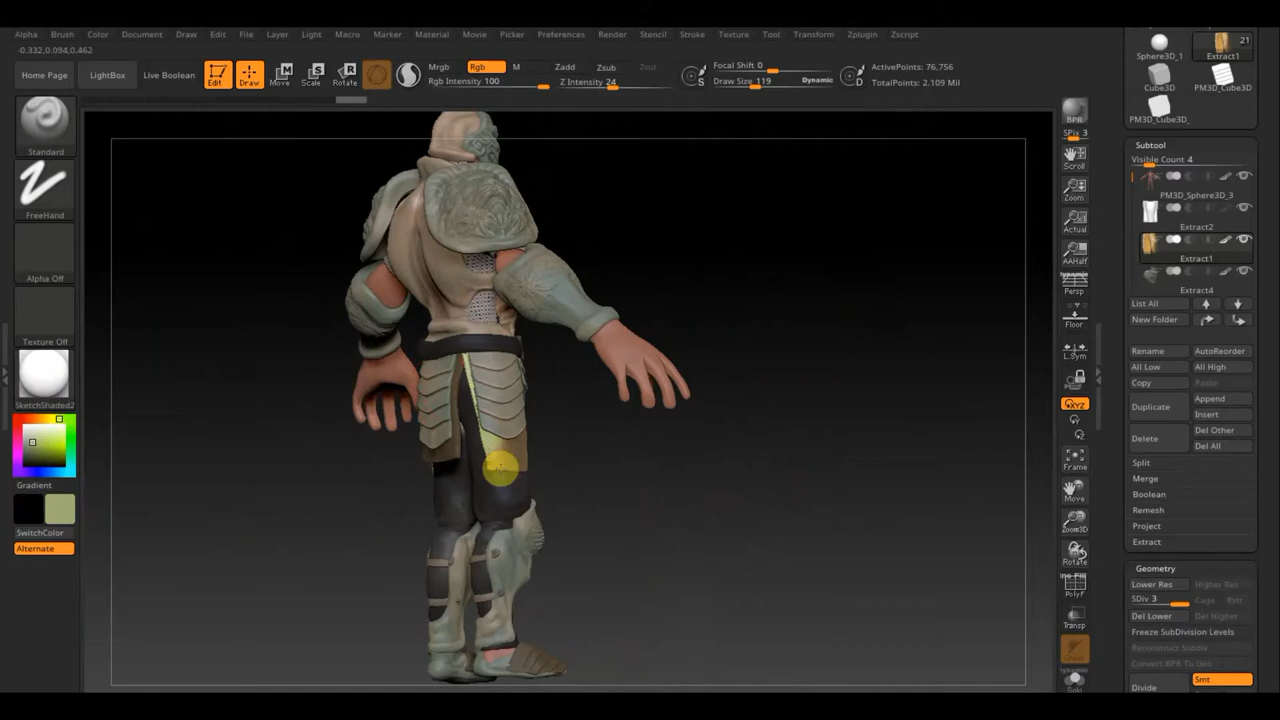 Alpha Brush Color Document Draw Edit File Layer Light Macro Marker Material Movie Picker Preferences Render Stencil Stroke Texture Tool Transform Zplugin Zscript
-0.332,0.094,0.462
Home Page LightBox Live Boolean Edit Draw Move Scale Rotate
Mrgb Rgb M Zadd Zsub Cut
Rgb Intensity 100 Z Intensity 24
Focal Shift 0
Draw Size 119 Dynamic
S D
ActivePoints: 76,756
TotalPoints: 2.109 Mil
Standard
FreeHand
Alpha Off
Texture Off
SketchShaded2
Gradient
SwitchColor
Alternate
BPR
SPix 3
Scroll
Zoom
Actual
AAHalf
Dynamic
Persp
Floor
L.Sym
XYZ
Y
Z
Frame
Move
Zoom3D
Rotate
PolyF
Transp
Ghost
Dynamic
Solo
21
Sphere3D_1 Extract1
Cube3D PM3D_Cube3D
PM3D_Cube3D_
Subtool
Visible Count 4
PM3D_Sphere3D_3
Extract2
Extract1
Extract4
List All
New Folder
Rename AutoReorder
All Low All High
Copy Paste
Duplicate Append
Insert
Delete Del Other
Del All
Split
Merge
Boolean
Remesh
Project
Extract
Geometry
Lower Res Higher Res
SDiv 3 Cage Rstr
Del Lower Del Higher
Freeze SubDivision Levels
Reconstruct Subdiv
Convert BPR To Geo
Divide Smt